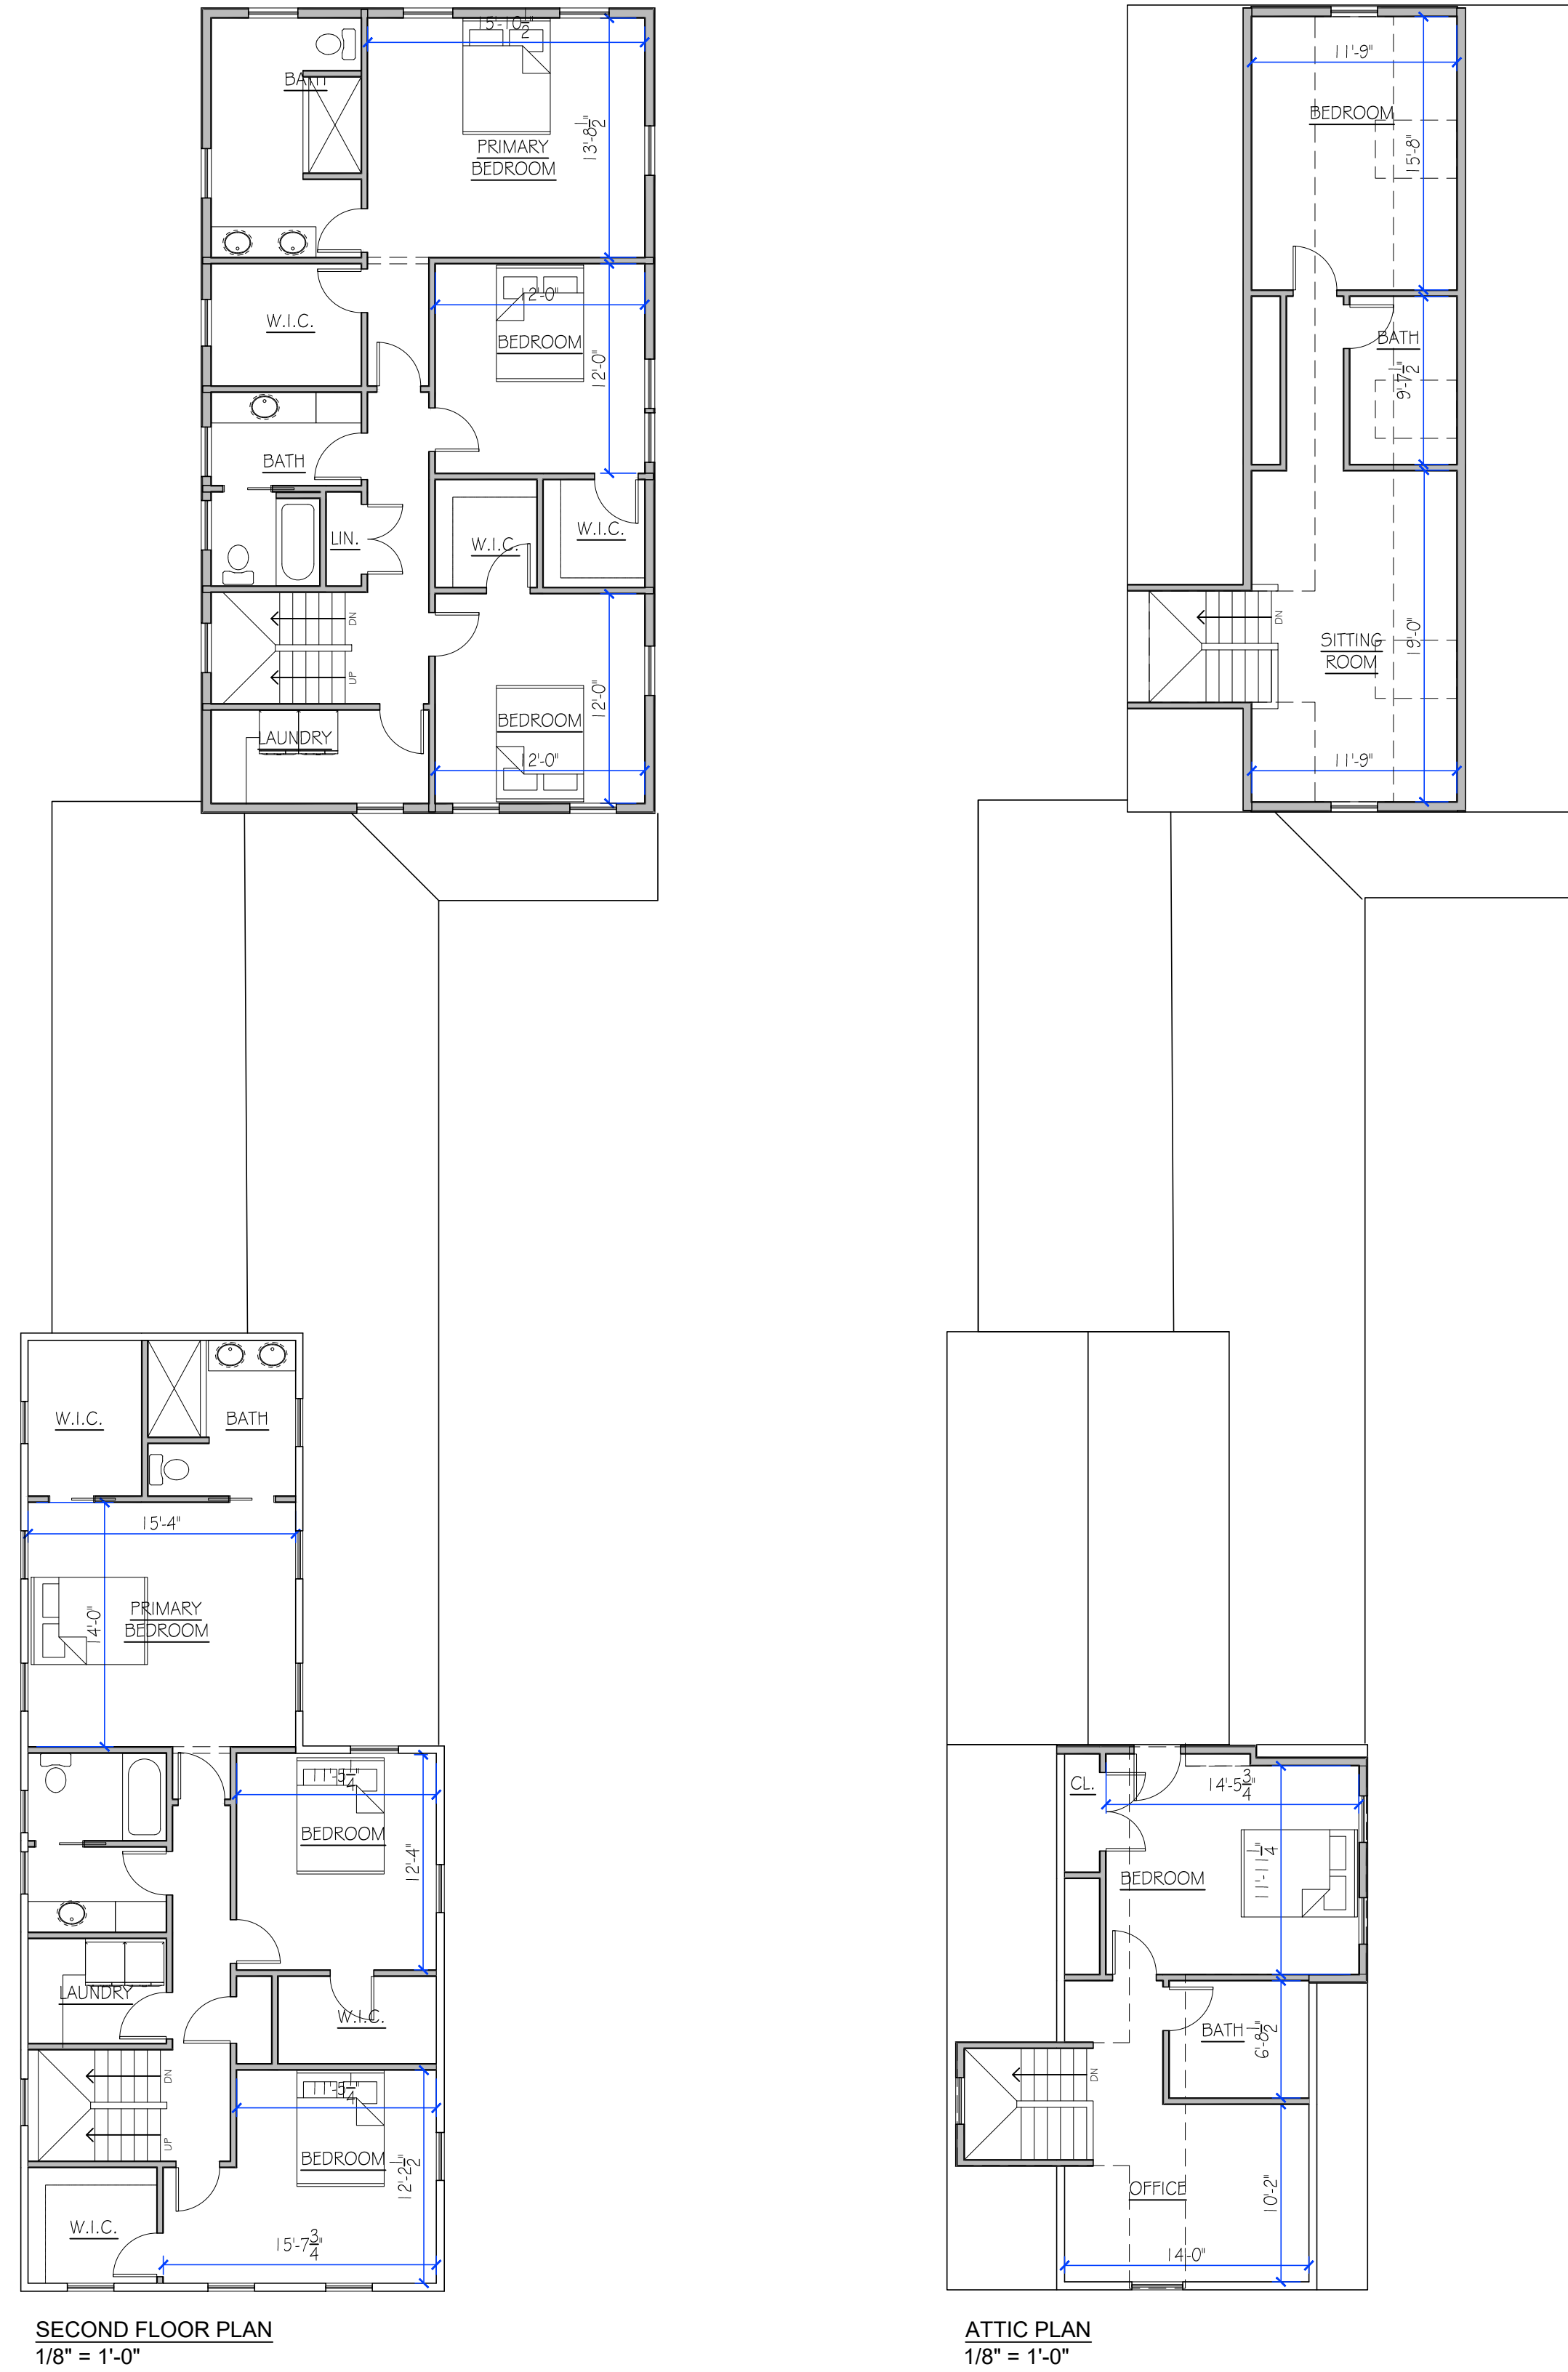 15'-10 1/2"
BATH
PRIMARY
BEDROOM
13'-8 1/2"
W.I.C.
12'-0"
BEDROOM
12'-0"
BATH
LIN.
W.I.C.
W.I.C.
DN
UP
BEDROOM
12'-0"
12'-0"
LAUNDRY
W.I.C.
BATH
15'-4"
PRIMARY
BEDROOM
14'-0"
11'-5 1/4"
BEDROOM
12'-4"
LAUNDRY
W.I.C.
DN
UP
11'-5 1/4"
BEDROOM
12'-2 1/2"
W.I.C.
15'-7 3/4"
SECOND FLOOR PLAN
1/8" = 1'-0"
11'-9"
BEDROOM
15'-8"
BATH
9'-7 1/2"
DN
SITTING
ROOM
19'-0"
11'-9"
CL.
14'-5 3/4"
BEDROOM
11'-11 1/4"
BATH
6'-8 1/2"
DN
OFFICE
10'-2"
14'-0"
ATTIC PLAN
1/8" = 1'-0"